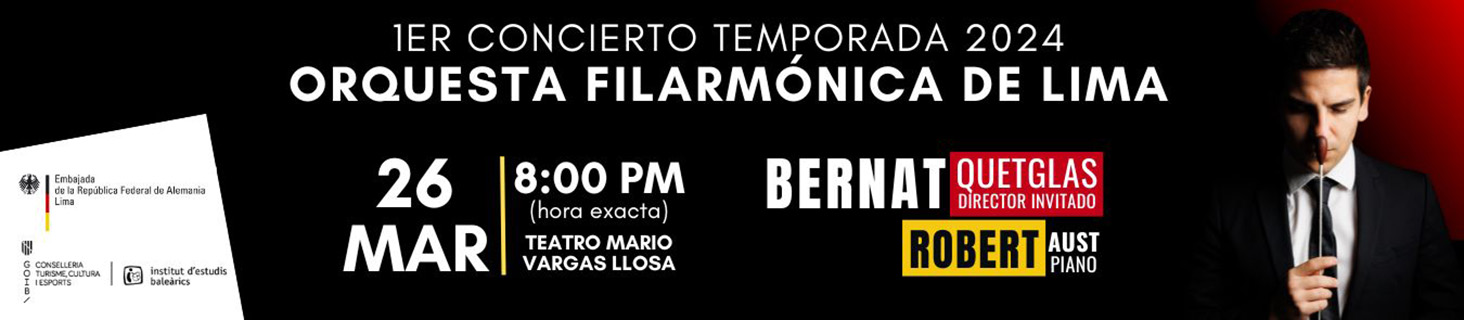 1ER CONCIERTO TEMPORADA 2024
ORQUESTA FILARMÓNICA DE LIMA
26
MAR
8:00 PM
(hora exacta)
TEATRO MARIO
VARGAS LLOSA
BERNAT QUETGLAS
DIRECTOR INVITADO
ROBERT AUST
PIANO
Embajada
de la República Federal de Alemania
Lima
GOIB/
CONSELLERIA
TURISME, CULTURA
I ESPORTS
institut d'estudis
baleàrics